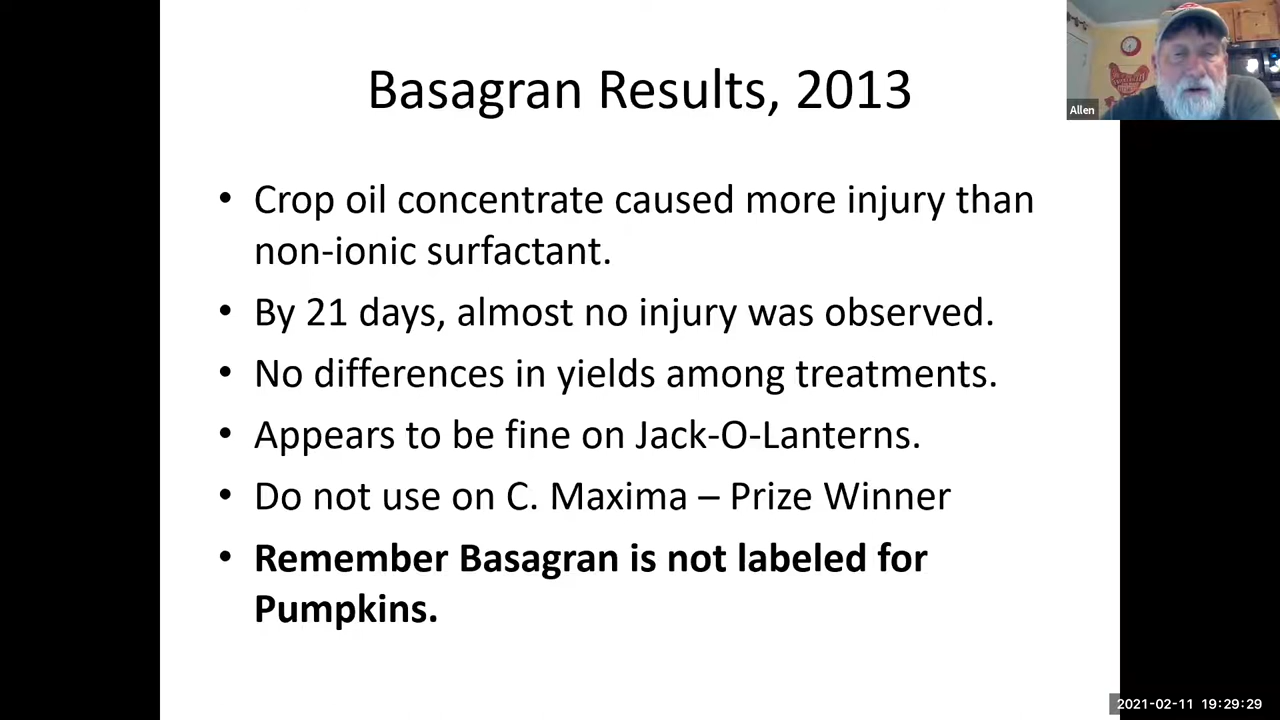 Basagran Results, 2013
Allen
• Crop oil concentrate caused more injury than
non-ionic surfactant.
• By 21 days, almost no injury was observed.
• No differences in yields among treatments.
• Appears to be fine on Jack-O-Lanterns.
• Do not use on C. Maxima – Prize Winner
• Remember Basagran is not labeled for
Pumpkins.
2021-02-11 19:29:29